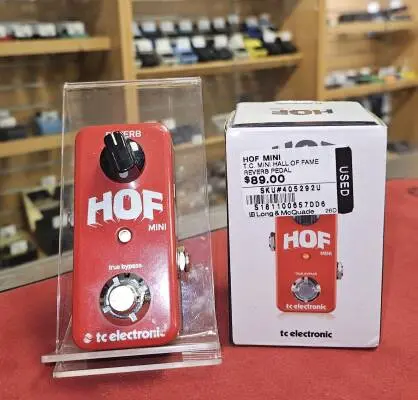 REVERB
HOF
MINI
true bypass
tc electronic
HOF
HOF MINI
T.C. MINI HALL OF FAME
REVERB PEDAL
$89.00
USED
SKU#405292U
S181100657DD6
Long & McQuade
HOF
MINI
tc electronic